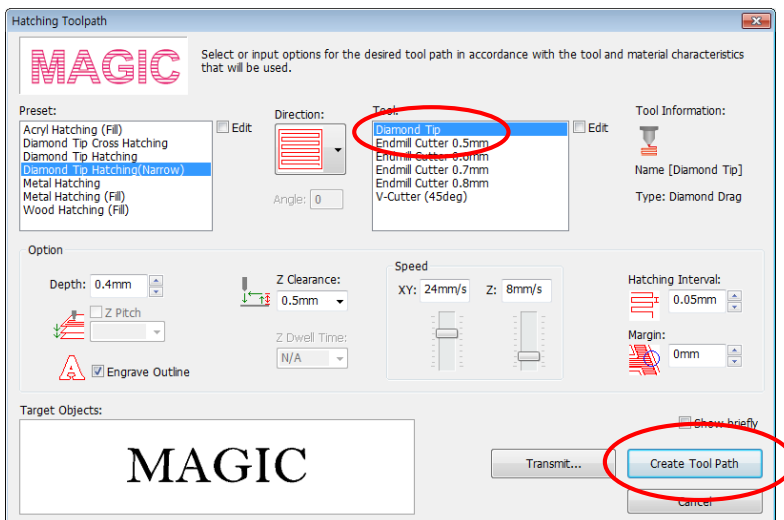 Hatching Toolpath
MAGIC
Select or input options for the desired tool path in accordance with the tool and material characteristics
that will be used.
Preset:
Acryl Hatching (Fill)
Diamond Tip Cross Hatching
Diamond Tip Hatching
Diamond Tip Hatching(Narrow)
Metal Hatching
Metal Hatching (Fill)
Wood Hatching (Fill)
Edit
Direction:
Angle: 0
Tool:
Diamond Tip
Endmill Cutter 0.5mm
Endmill Cutter 0.6mm
Endmill Cutter 0.7mm
Endmill Cutter 0.8mm
V-Cutter (45deg)
Edit
Tool Information:
Name [Diamond Tip]
Type: Diamond Drag
Option
Depth: 0.4mm
Z Pitch
Engrave Outline
Z Clearance:
0.5mm
Z Dwell Time:
N/A
Speed
XY: 24mm/s Z: 8mm/s
Hatching Interval:
0.05mm
Margin:
0mm
Target Objects:
MAGIC
Show briefly
Transmit...
Create Tool Path
Cancel